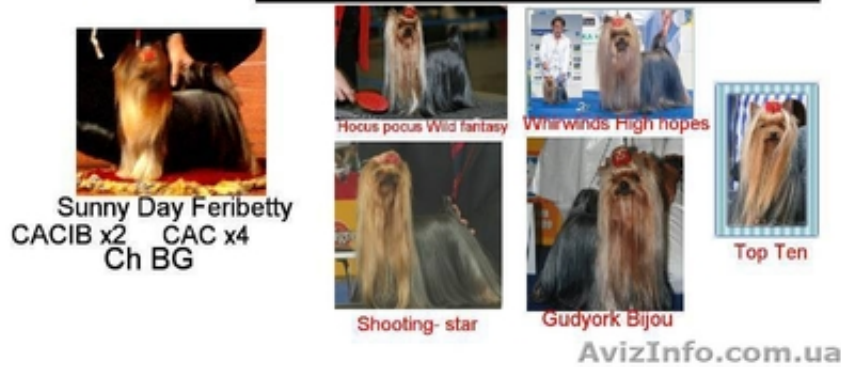 Sunny Day Feribetty
CACIB x2 CAC x4
Ch BG
Hocus pocus Wild fantasy
Whirwinds High hopes
Shooting- star
Gudyork Bijou
Top Ten
AvizInfo.com.ua